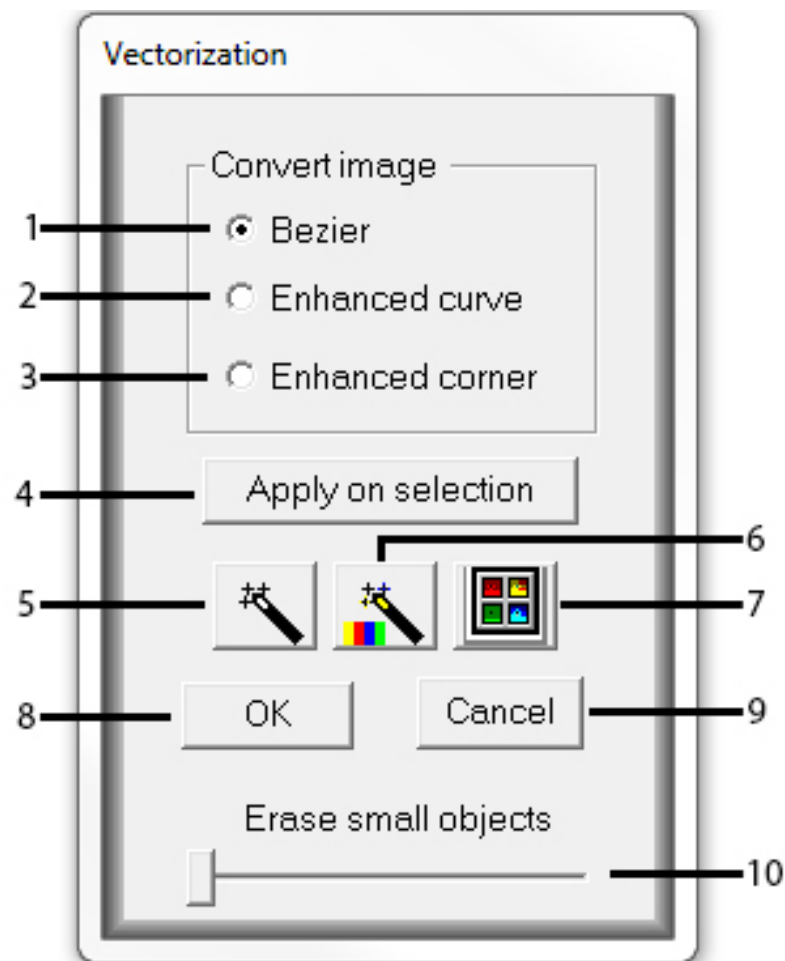 Vectorization
Convert image
1 Bezier
2 Enhanced curve
3 Enhanced corner
4 Apply on selection
6
5 7
8 OK Cancel 9
Erase small objects
10